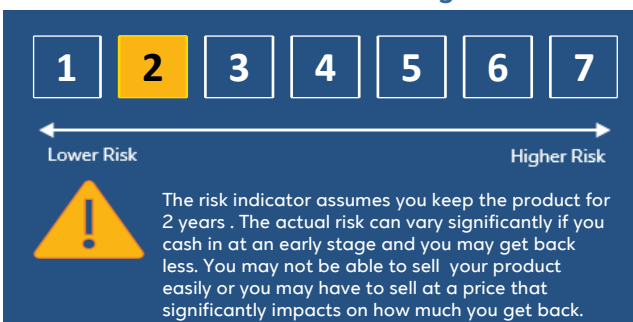 1 2 3 4 5 6 7
Lower Risk Higher Risk
The risk indicator assumes you keep the product for
2 years . The actual risk can vary significantly if you
cash in at an early stage and you may get back
less. You may not be able to sell your product
easily or you may have to sell at a price that
significantly impacts on how much you get back.